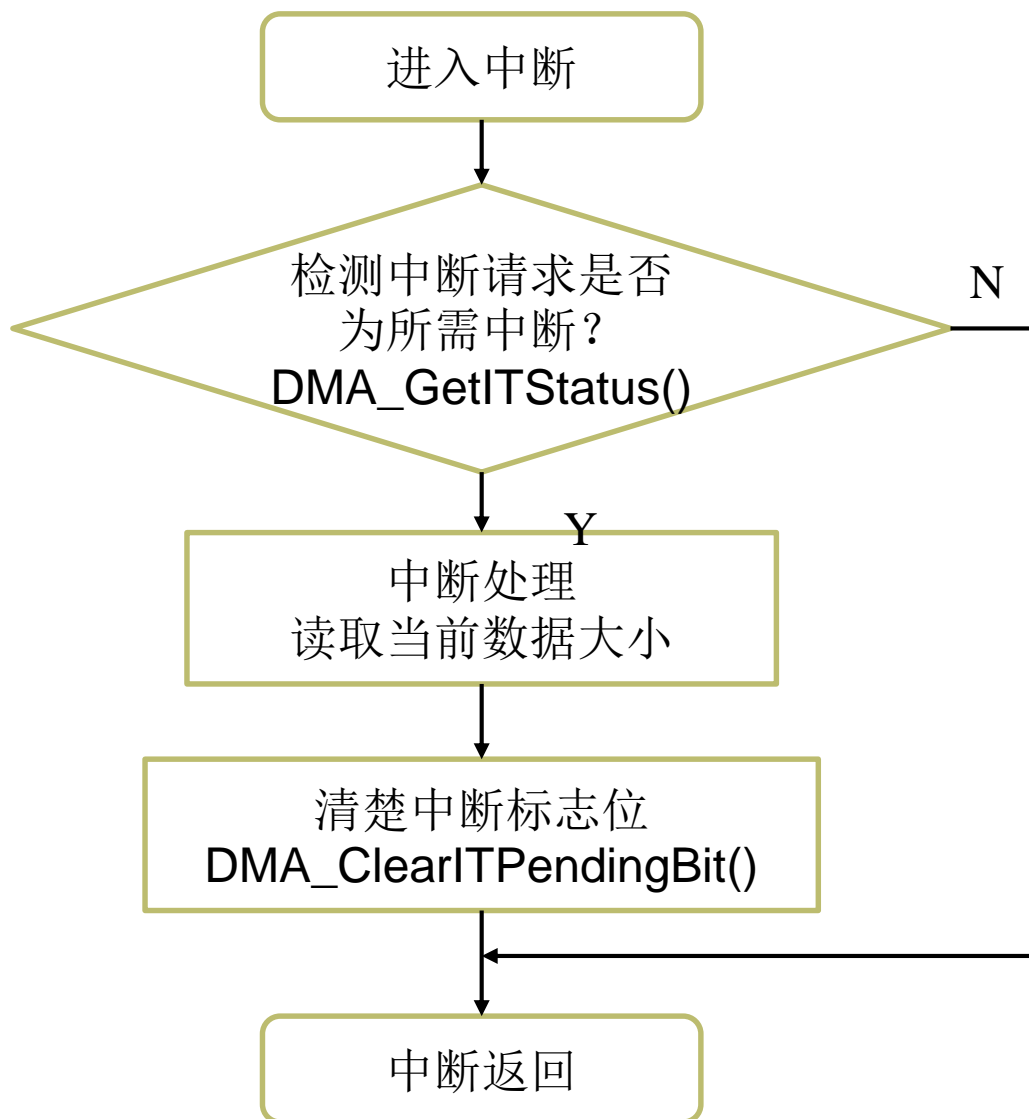 进入中断
检测中断请求是否
为所需中断？
DMA_GetITStatus()
N
Y
中断处理
读取当前数据大小
清楚中断标志位
DMA_ClearITPendingBit()
中断返回